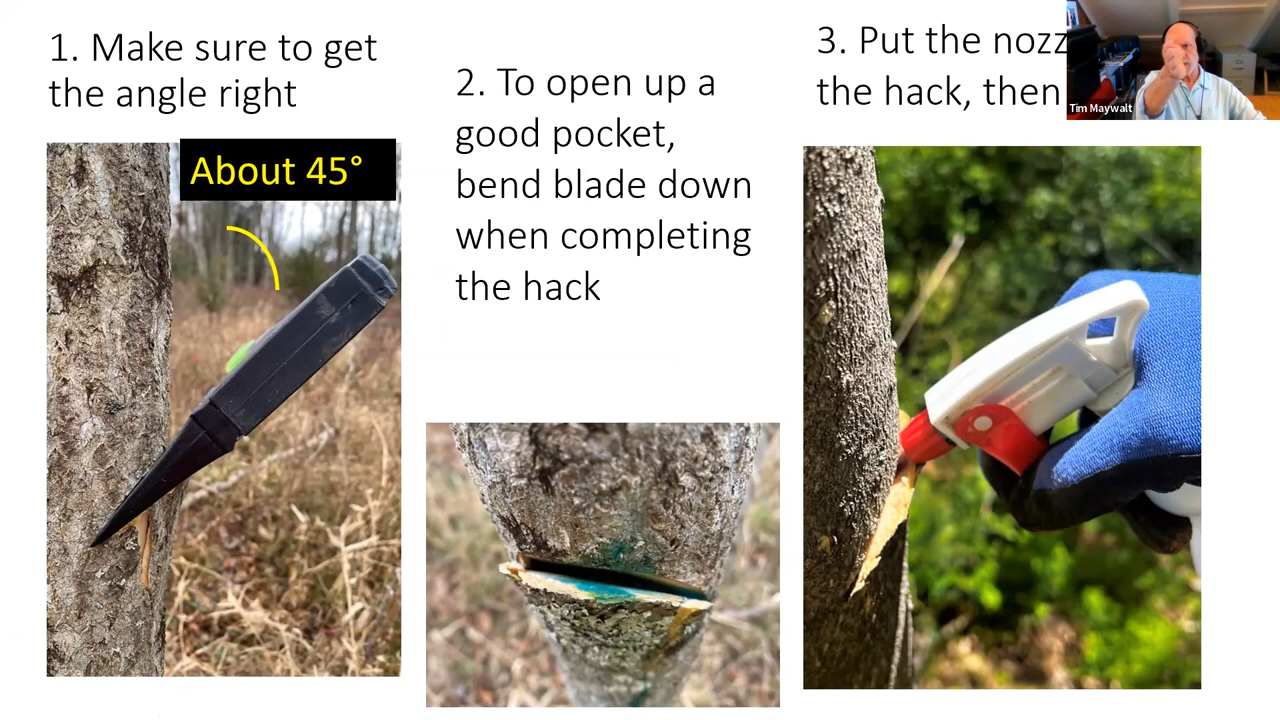 1. Make sure to get
the angle right
About 45°
2. To open up a
good pocket,
bend blade down
when completing
the hack
3. Put the
the hack, then
Tim Maywalt